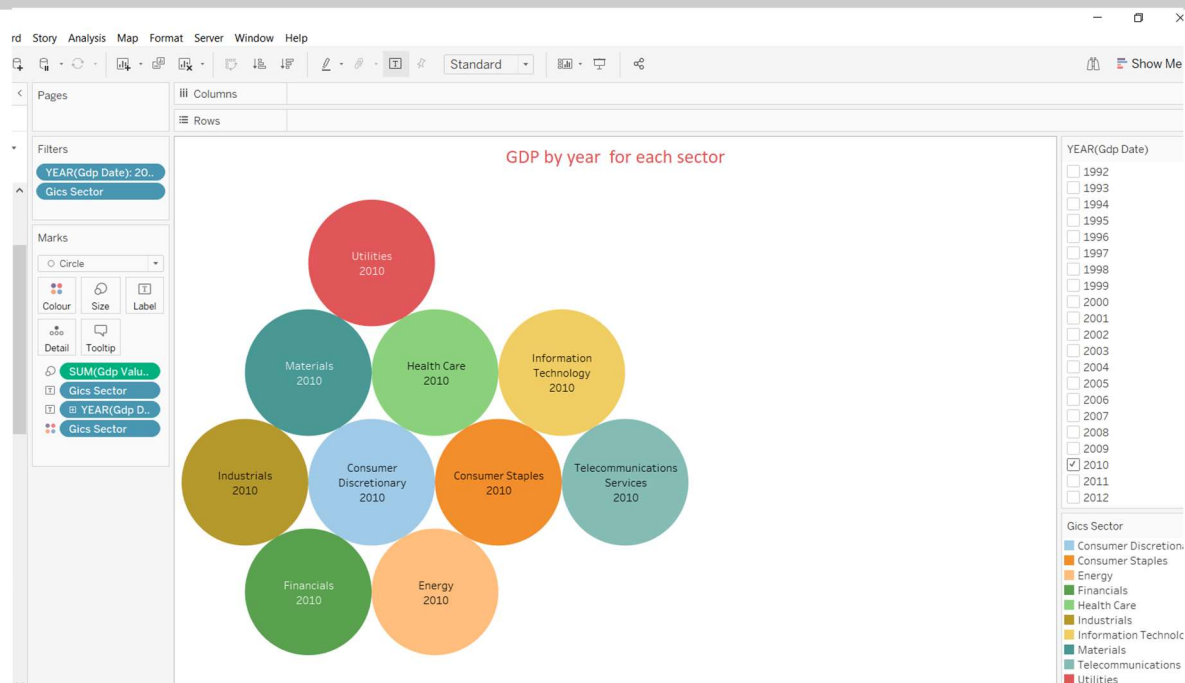 rd Story Analysis Map Format Server Window Help
Standard
Show Me
Pages
Columns
Rows
Filters
YEAR(Gdp Date): 20..
Gics Sector
Marks
Circle
Colour Size Label
Detail Tooltip
SUM(Gdp Valu..
Gics Sector
YEAR(Gdp D..
Gics Sector
GDP by year for each sector
Utilities
2010
Materials
2010
Health Care
2010
Information
Technology
2010
Industrials
2010
Consumer
Discretionary
2010
Consumer Staples
2010
Telecommunications
Services
2010
Financials
2010
Energy
2010
YEAR(Gdp Date)
1992
1993
1994
1995
1996
1997
1998
1999
2000
2001
2002
2003
2004
2005
2006
2007
2008
2009
2010
2011
2012
Gics Sector
Consumer Discretion
Consumer Staples
Energy
Financials
Health Care
Industrials
Information Technolo
Materials
Telecommunications
Utilities